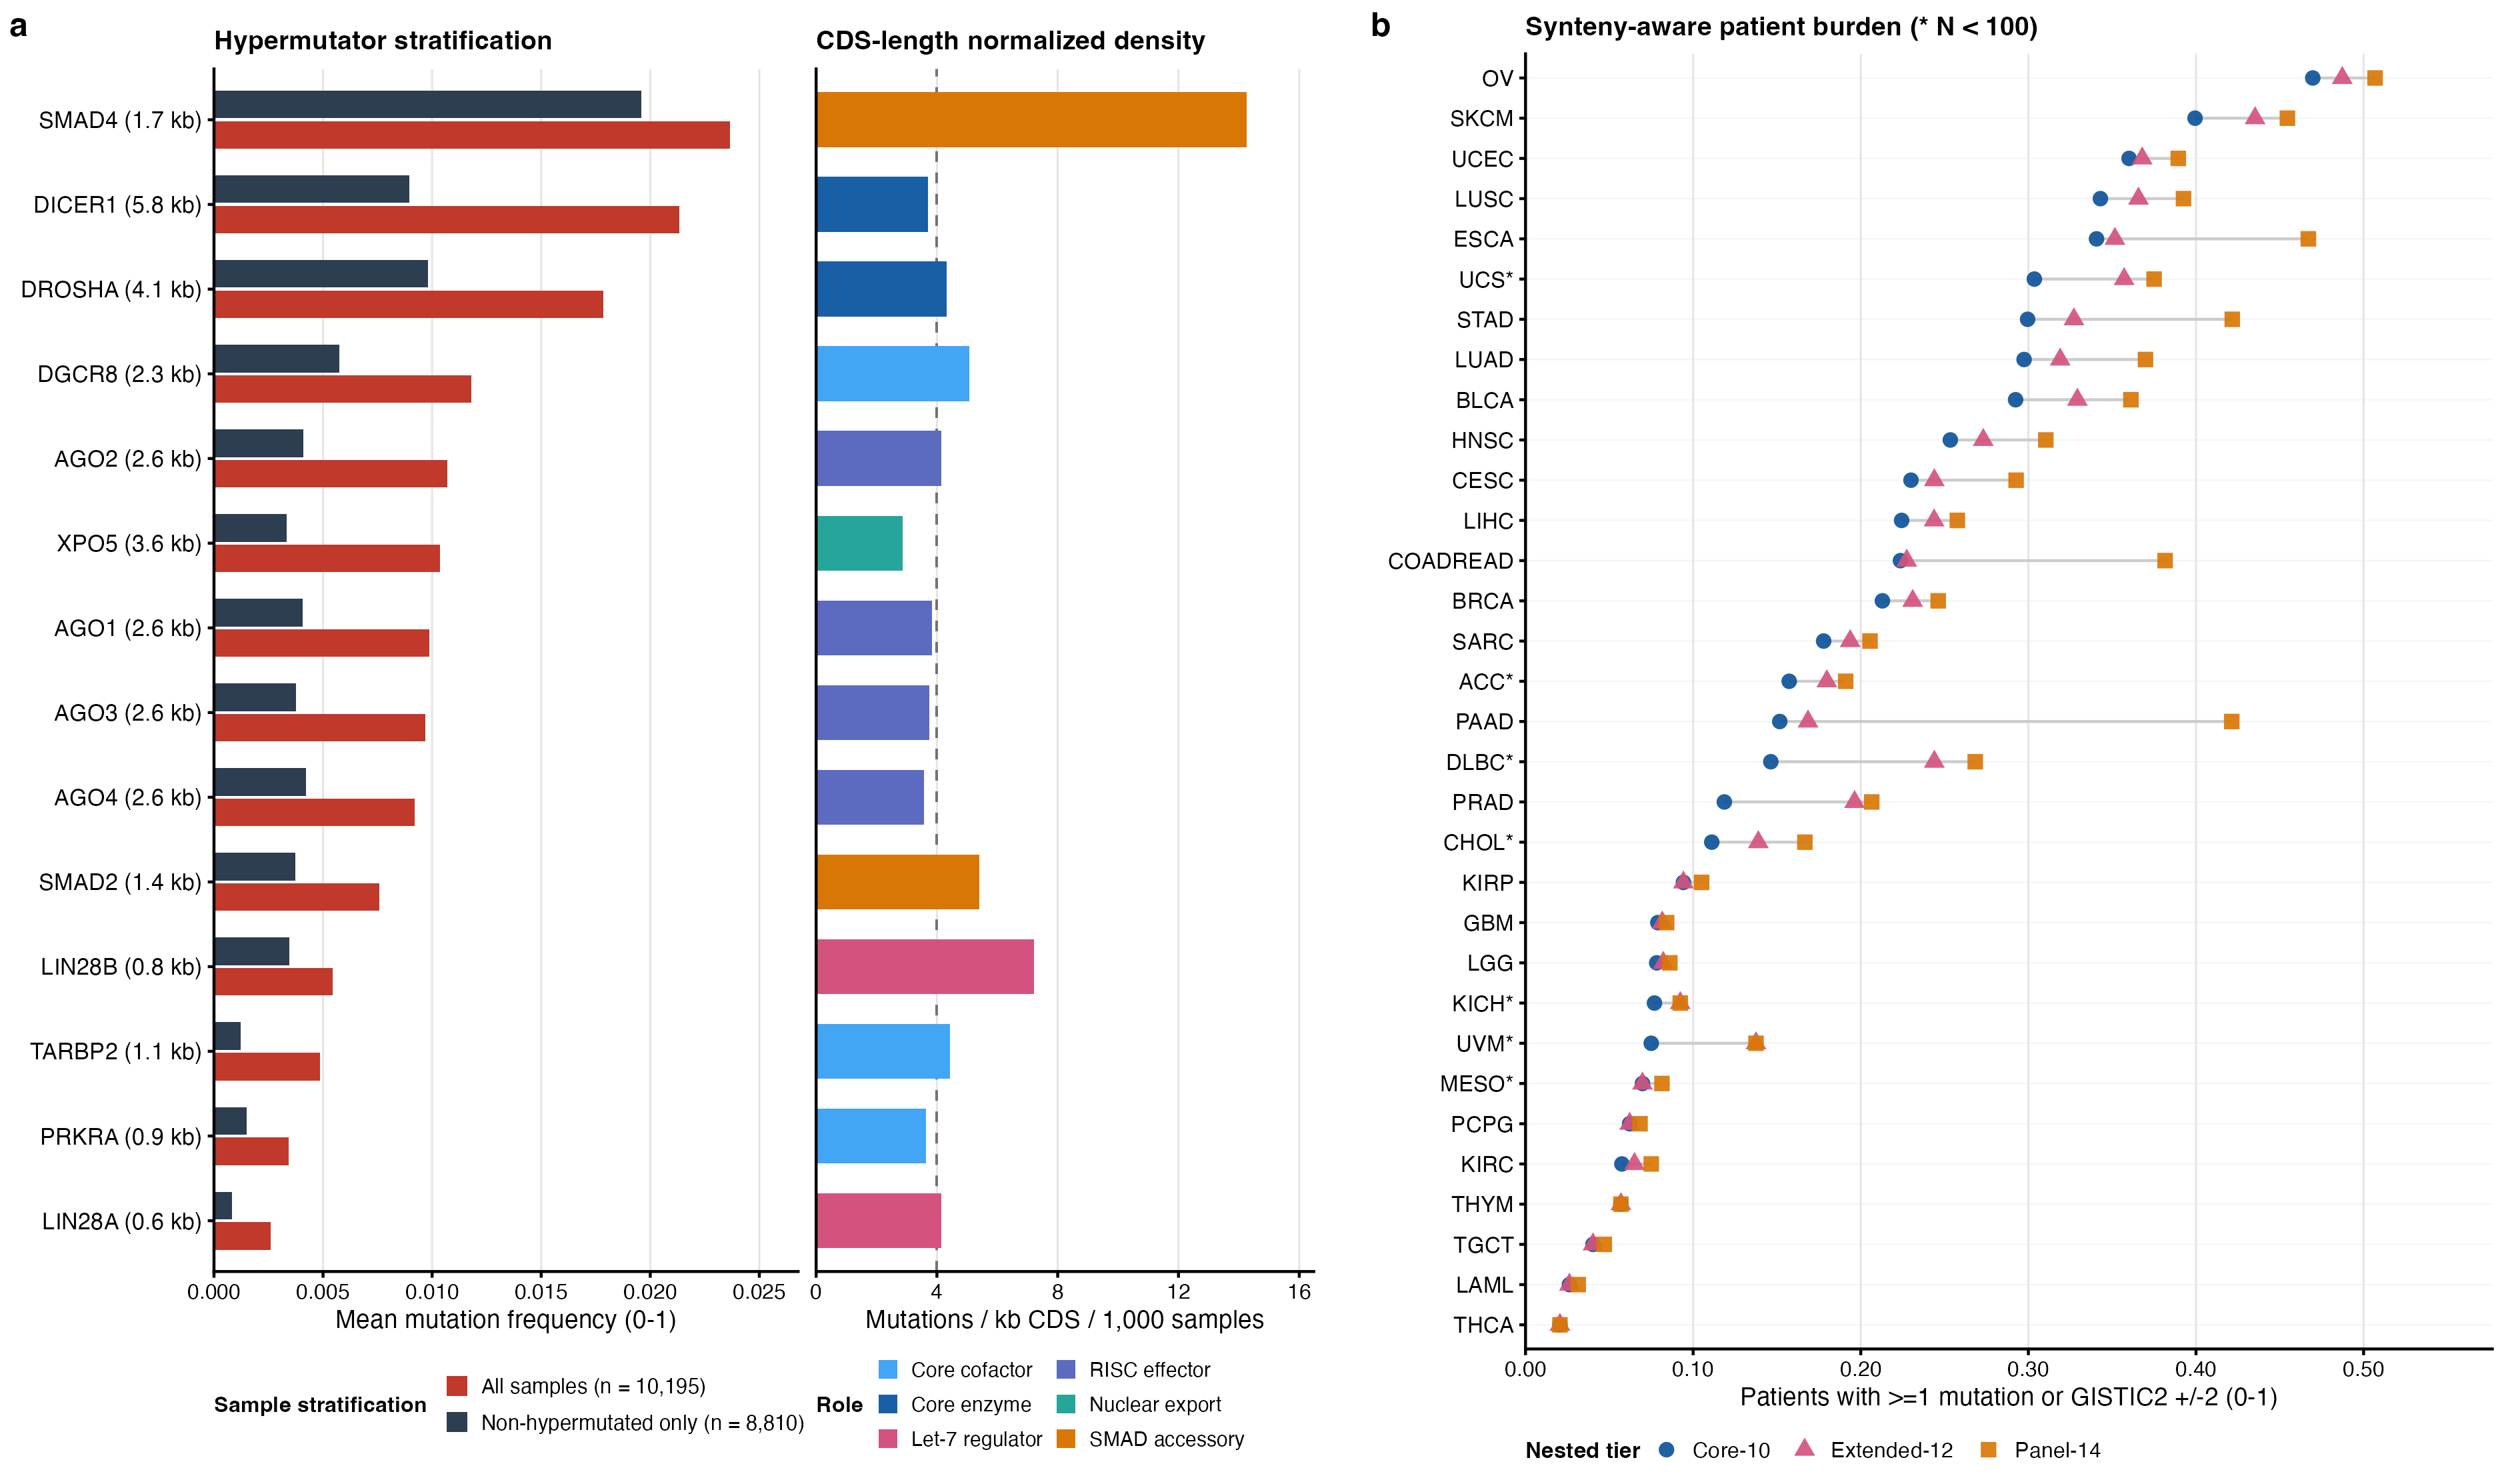 a
Hypermutator stratification
SMAD4 (1.7 kb)
DICER1 (5.8 kb)
DROSHA (4.1 kb)
DGCR8 (2.3 kb)
AGO2 (2.6 kb)
XPO5 (3.6 kb)
AGO1 (2.6 kb)
AGO3 (2.6 kb)
AGO4 (2.6 kb)
SMAD2 (1.4 kb)
LIN28B (0.8 kb)
TARBP2 (1.1 kb)
PRKRA (0.9 kb)
LIN28A (0.6 kb)
0.000 0.005 0.010 0.015 0.020 0.025
Mean mutation frequency (0-1)
Sample stratification
All samples (n = 10,195)
Non-hypermutated only (n = 8,810)
CDS-length normalized density
0 4 8 12 16
Mutations / kb CDS / 1,000 samples
Role
Core cofactor
Core enzyme
Let-7 regulator
RISC effector
Nuclear export
SMAD accessory
b
Synteny-aware patient burden (* N < 100)
OV
SKCM
UCEC
LUSC
ESCA
UCS*
STAD
LUAD
BLCA
HNSC
CESC
LIHC
COADREAD
BRCA
SARC
ACC*
PAAD
DLBC*
PRAD
CHOL*
KIRP
GBM
LGG
KICH*
UVM*
MESO*
PCPG
KIRC
THYM
TGCT
LAML
THCA
0.00 0.10 0.20 0.30 0.40 0.50
Patients with >=1 mutation or GISTIC2 +/-2 (0-1)
Nested tier Core-10 Extended-12 Panel-14